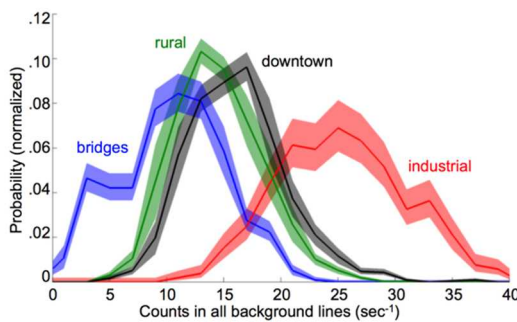 .12
.10
.08
.06
.04
.02
0
Probability (normalized)
rural
downtown
bridges
industrial
0 5 10 15 20 25 30 35 40
Counts in all background lines (sec⁻¹)